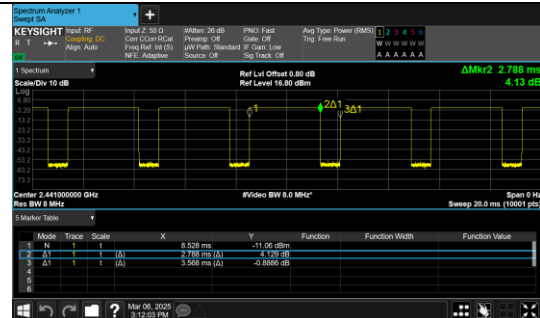 Spectrum Analyzer 1
Swept SA
+
KEYSIGHT Input: RF Input Z: 50 Ω #Atten: 26 dB PNO: Fast Avg Type: Power (RMS) 1 2 3 4 5 6
R T Coupling: DC Corr CCorr RCal Preamp: Off Gate: Off Trig: Free Run
Align: Auto Freq Ref: Int (S) µW Path: Standard IF Gain: Low W W W W W W
NFE: Adaptive Source: Off Sig Track: Off A A A A A A
1 Spectrum Ref Lvl Offset 0.80 dB ΔMkr2 2.788 ms
Scale/Div 10 dB Ref Level 16.80 dBm 4.13 dB
Log
6.80
-3.20
-13.2
-23.2
-33.2
-43.2
-53.2
-63.2
-73.2
1 2Δ1 3Δ1
Center 2.441000000 GHz #Video BW 8.0 MHz* Span 0 Hz
Res BW 8 MHz Sweep 20.0 ms (10001 pts)
5 Marker Table
Mode Trace Scale X Y Function Function Width Function Value
1 N 1 t 8.528 ms -11.06 dBm
2 Δ1 1 t (Δ) 2.788 ms (Δ) 4.129 dB
3 Δ1 1 t (Δ) 3.568 ms (Δ) -0.8886 dB
4
5
6
? Mar 06, 2025
3:12:03 PM